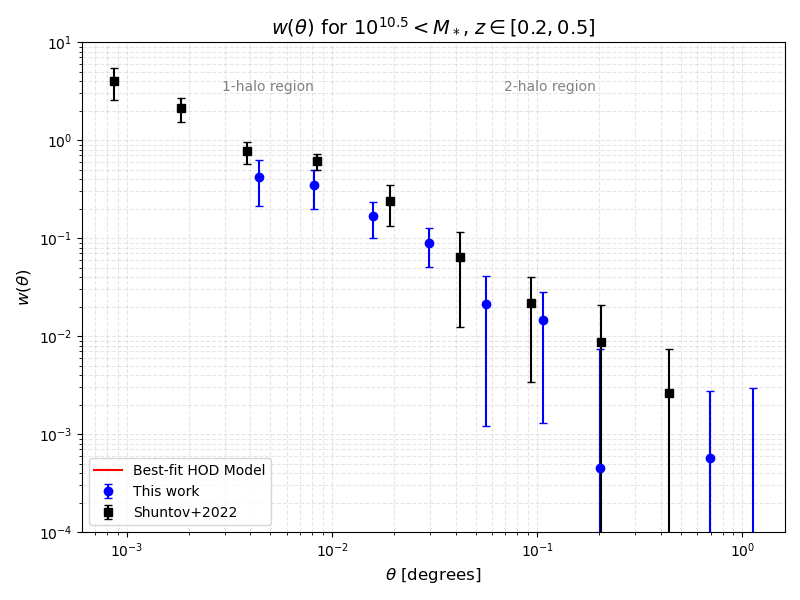 w(θ) for 10^{10.5} < M_*, z ∈ [0.2, 0.5]
10^1
1-halo region
2-halo region
10^0
10^{-1}
w(θ)
10^{-2}
10^{-3}
Best-fit HOD Model
This work
Shuntov+2022
10^{-4}
10^{-3}
10^{-2}
10^{-1}
10^0
θ [degrees]